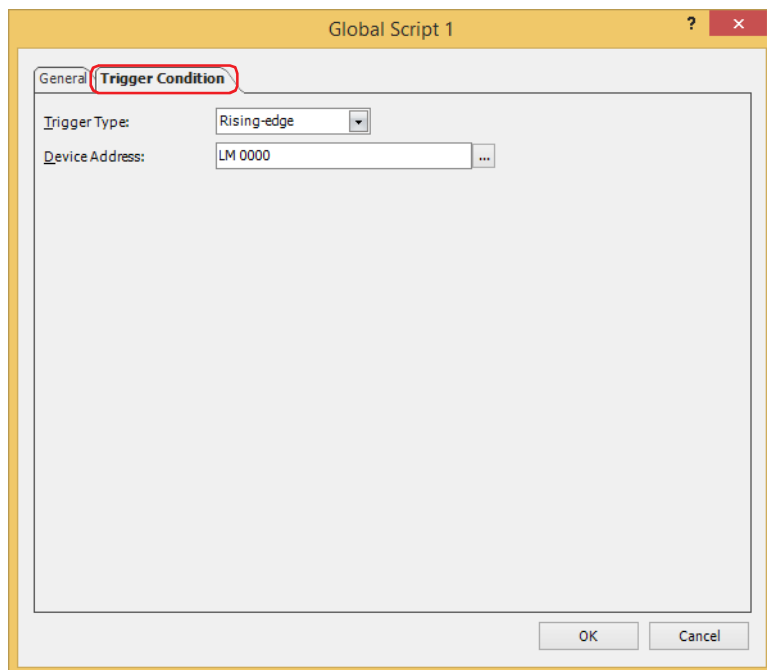 Global Script 1
?
General Trigger Condition
Trigger Type: Rising-edge
Device Address: LM 0000 ...
OK Cancel